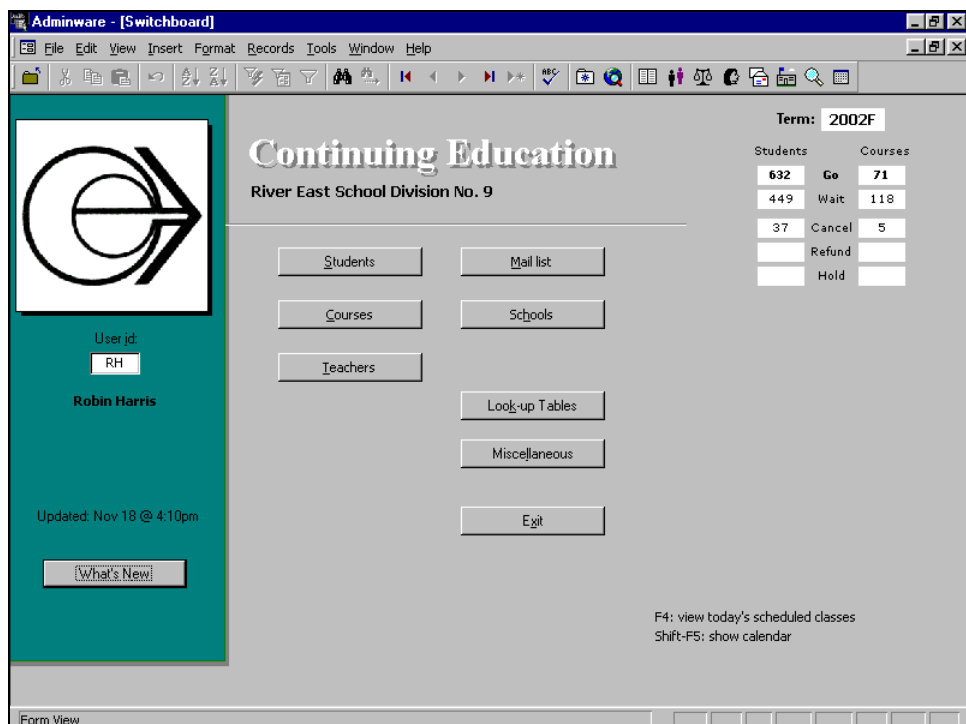 Adminware - [Switchboard]
File Edit View Insert Format Records Tools Window Help
ABC
Term: 2002F
Students Courses
632 Go 71
449 Wait 118
37 Cancel 5
Refund
Hold
Continuing Education
River East School Division No. 9
Students Mail list
Courses Schools
Teachers
Look-up Tables
Miscellaneous
Exit
User id:
RH
Robin Harris
Updated: Nov 18 @ 4:10pm
What's New
F4: view today's scheduled classes
Shift-F5: show calendar
Form View